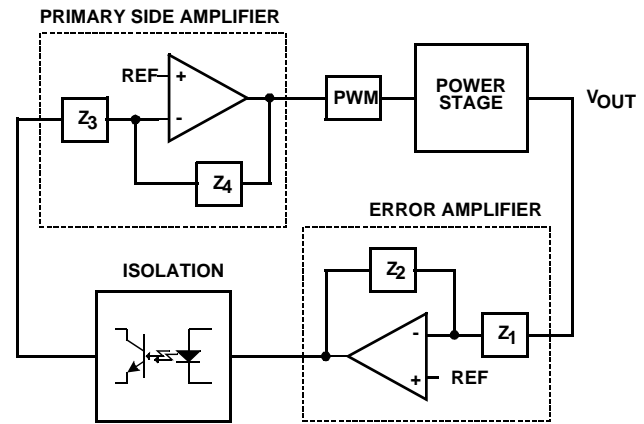 PRIMARY SIDE AMPLIFIER
REF
+
-
Z3
Z4
PWM
POWER
STAGE
VOUT
ERROR AMPLIFIER
ISOLATION
Z2
-
Z1
+
REF